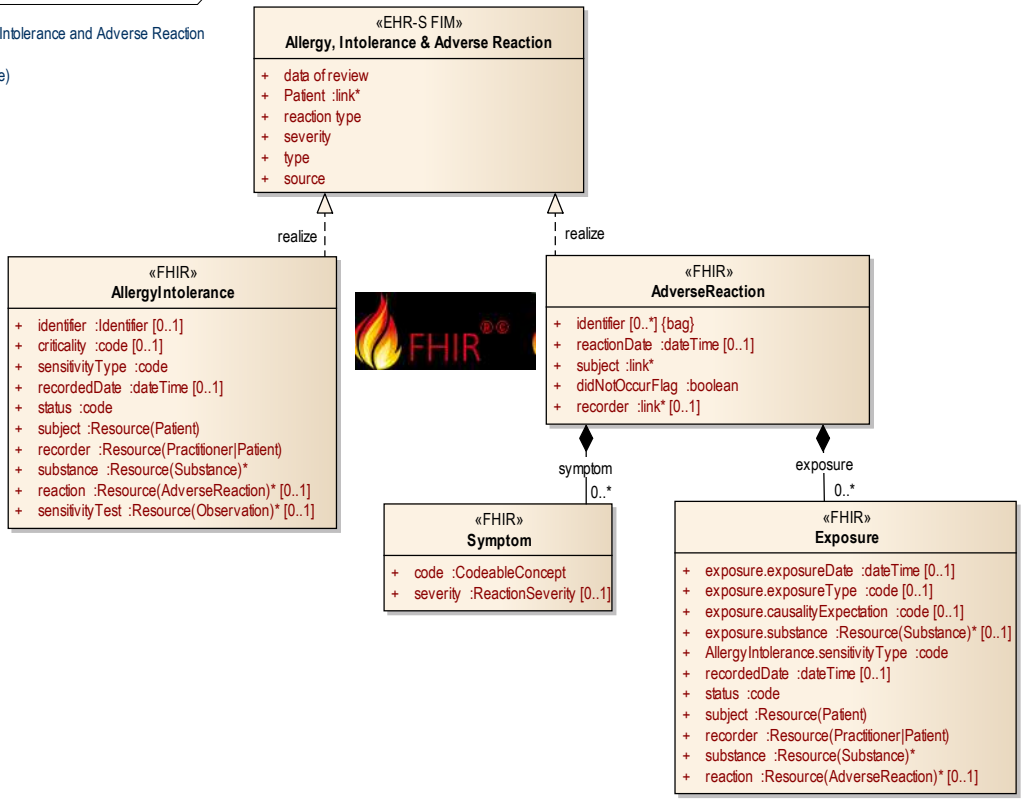 Intolerance and Adverse Reaction
e)
«EHR-S FIM»
Allergy, Intolerance & Adverse Reaction
+ data of review
+ Patient :link*
+ reaction type
+ severity
+ type
+ source
realize
realize
«FHIR»
AllergyIntolerance
+ identifier :Identifier [0..1]
+ criticality :code [0..1]
+ sensitivityType :code
+ recordedDate :dateTime [0..1]
+ status :code
+ subject :Resource(Patient)
+ recorder :Resource(Practitioner|Patient)
+ substance :Resource(Substance)*
+ reaction :Resource(AdverseReaction)* [0..1]
+ sensitivityTest :Resource(Observation)* [0..1]
FHIR ® ©
«FHIR»
AdverseReaction
+ identifier [0..*] {bag}
+ reactionDate :dateTime [0..1]
+ subject :link*
+ didNotOccurFlag :boolean
+ recorder :link* [0..1]
symptom
0..*
exposure
0..*
«FHIR»
Symptom
+ code :CodeableConcept
+ severity :ReactionSeverity [0..1]
«FHIR»
Exposure
+ exposure.exposureDate :dateTime [0..1]
+ exposure.exposureType :code [0..1]
+ exposure.causalityExpectation :code [0..1]
+ exposure.substance :Resource(Substance)* [0..1]
+ AllergyIntolerance.sensitivityType :code
+ recordedDate :dateTime [0..1]
+ status :code
+ subject :Resource(Patient)
+ recorder :Resource(Practitioner|Patient)
+ substance :Resource(Substance)*
+ reaction :Resource(AdverseReaction)* [0..1]